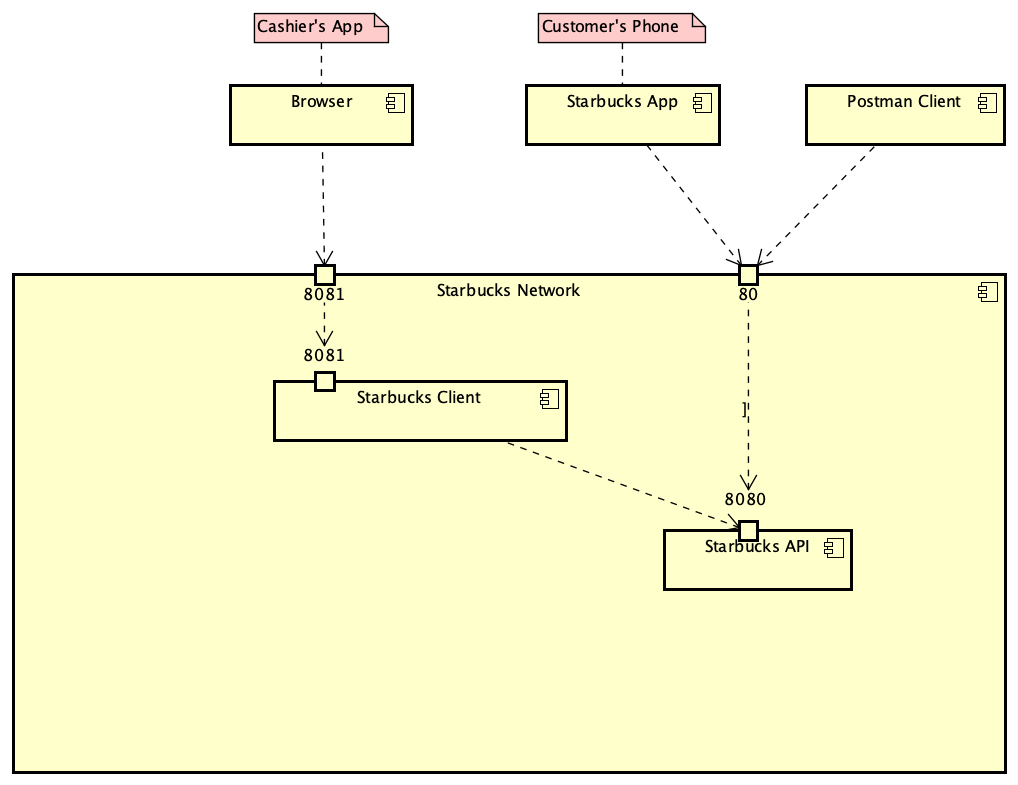 Cashier's App
Customer's Phone
Browser
Starbucks App
Postman Client
8081
Starbucks Network
80
8081
Starbucks Client
]
8080
Starbucks API